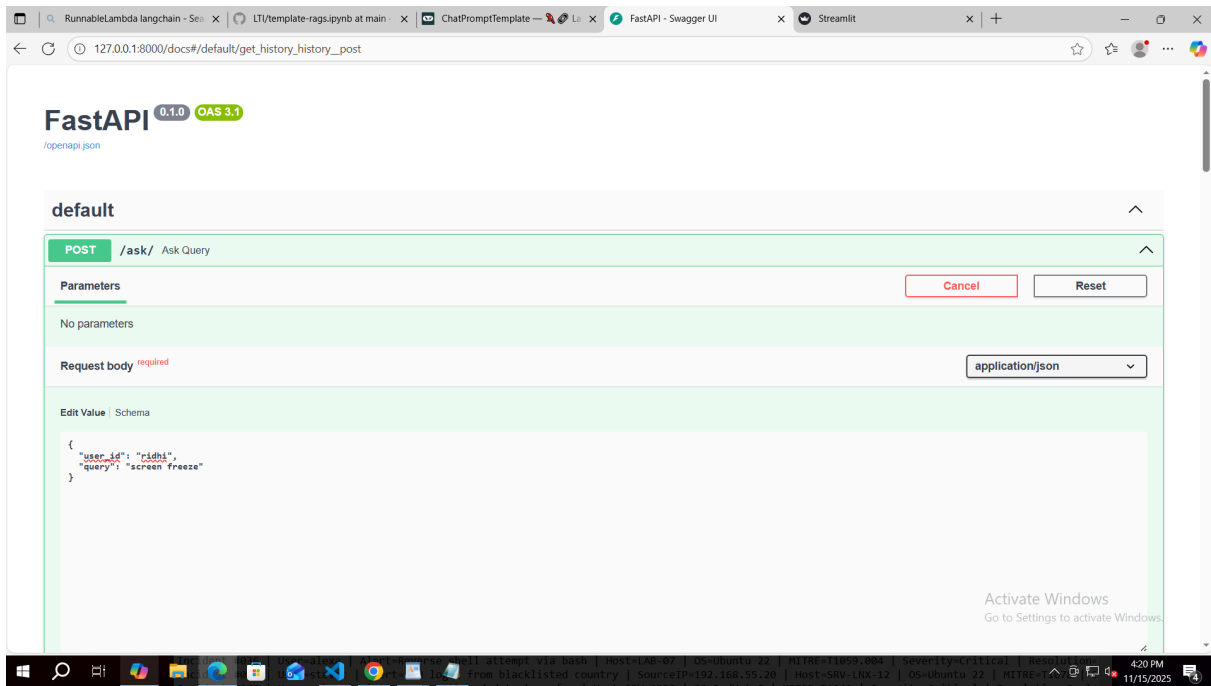 RunnableLambda langchain - Sea
LTI/template-rags.ipynb at main
ChatPromptTemplate — La
FastAPI - Swagger UI
Streamlit
127.0.0.1:8000/docs#/default/get_history_history__post
FastAPI 0.1.0 OAS 3.1
/openapi.json
default
POST /ask/ Ask Query
Parameters
Cancel
Reset
No parameters
Request body required
application/json
Edit Value Schema
{
"user_id": "ridhi",
"query": "screen freeze"
}
Activate Windows
Go to Settings to activate Windows.
shell attempt via bash | Host=LAB-07 | OS=Ubuntu 22 | MITRE=T1059.004 | Severity=Critical | Resolution=
from blacklisted country | SourceIP=192.168.55.20 | Host=SRV-LNX-12 | OS=Ubuntu 22
4:20 PM
11/15/2025
4